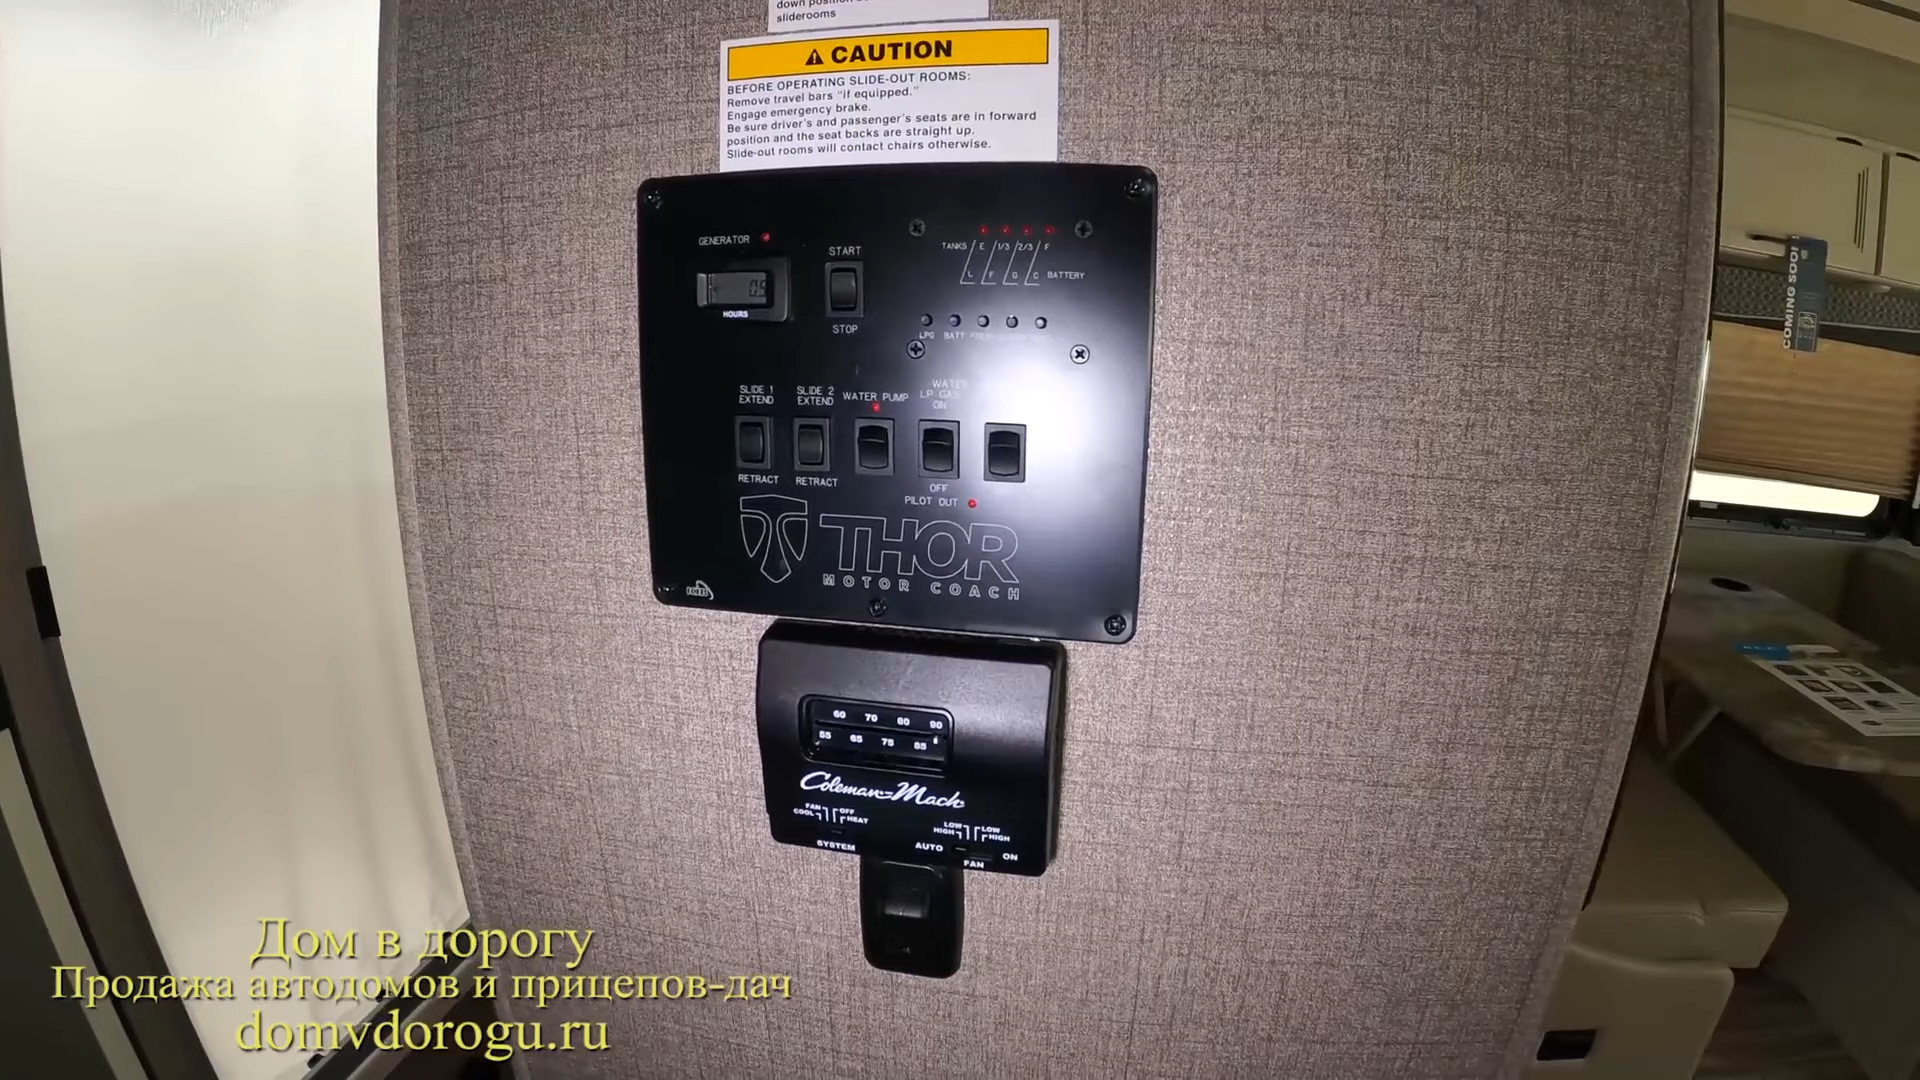 down position
sliderooms
CAUTION
BEFORE OPERATING SLIDE-OUT ROOMS:
Remove travel bars "if equipped."
Engage emergency brake.
Be sure driver's and passenger's seats are in forward
position and the seat backs are straight up.
Slide-out rooms will contact chairs otherwise.
GENERATOR
HOURS
START
STOP
TANKS E 1/3 2/3 F
L F G C BATTERY
LPG BATT
SLIDE 1
EXTEND
RETRACT
SLIDE 2
EXTEND
RETRACT
WATER PUMP
WATER
LP GAS
ON
OFF
PILOT OUT
THOR
MOTOR COACH
KIB
60 70 80 90
55 65 75 85
Coleman-Mach
FAN OFF
COOL HEAT
SYSTEM
LOW LOW
HIGH HIGH
AUTO ON
FAN
COMING SOON
Дом в дорогу
Продажа автодомов и прицепов-дач
domvdorogu.ru